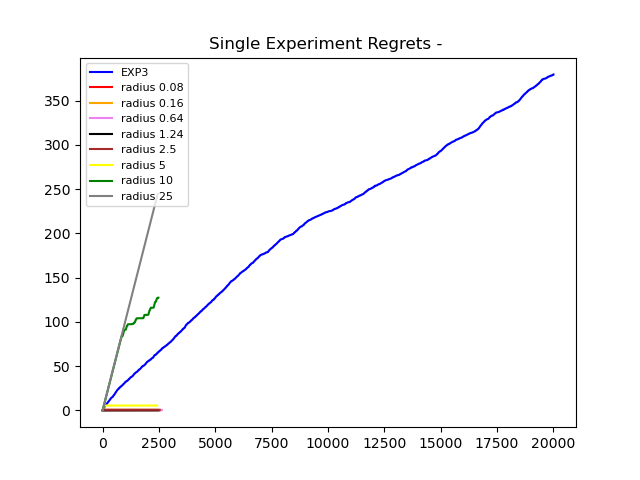 Single Experiment Regrets -
EXP3
radius 0.08
radius 0.16
radius 0.64
radius 1.24
radius 2.5
radius 5
radius 10
radius 25
350
300
250
200
150
100
50
0
0 2500 5000 7500 10000 12500 15000 17500 20000